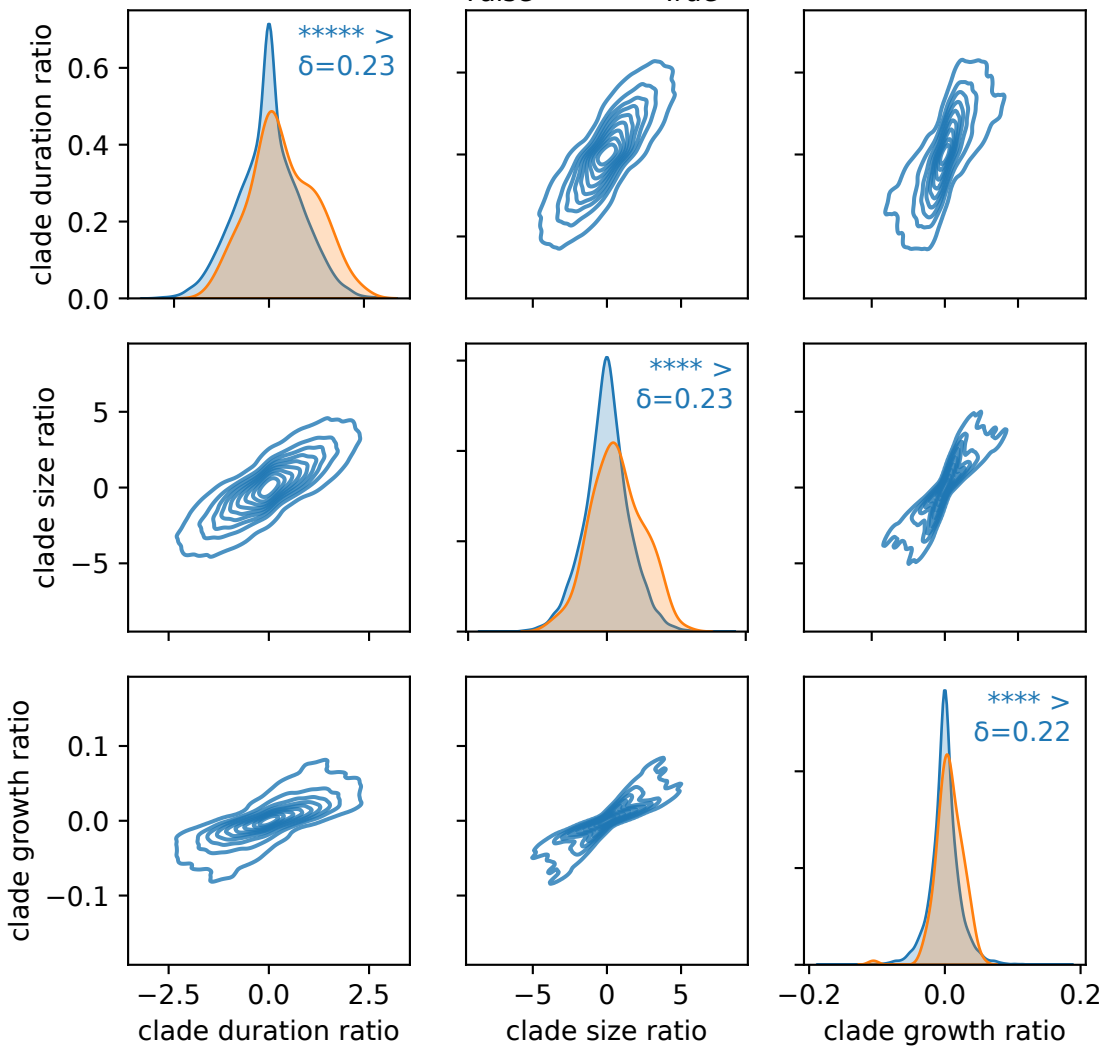 clade duration ratio
0.6
0.4
0.2
0.0
***** >
δ=0.23
clade size ratio
5
0
−5
**** >
δ=0.23
clade growth ratio
0.1
0.0
−0.1
**** >
δ=0.22
−2.5 0.0 2.5
−5 0 5
−0.2 0.0 0.2
clade duration ratio
clade size ratio
clade growth ratio